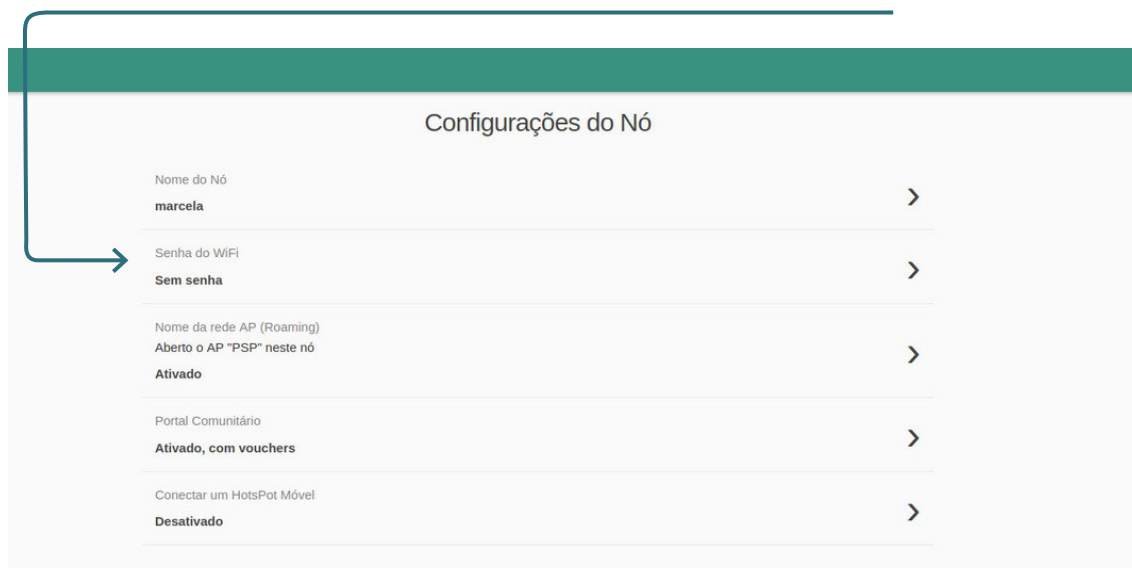 Configurações do Nó
Nome do Nó
marcela
Senha do WiFi
Sem senha
Nome da rede AP (Roaming)
Aberto o AP "PSP" neste nó
Ativado
Portal Comunitário
Ativado, com vouchers
Conectar um HotsPot Móvel
Desativado